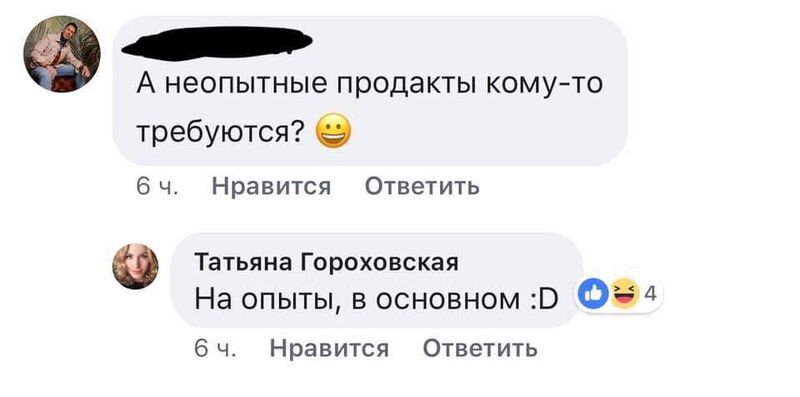 А неопытные продакты кому-то
требуются? 😀
6 ч. Нравится Ответить
Татьяна Гороховская
На опыты, в основном :D
4
6 ч. Нравится Ответить